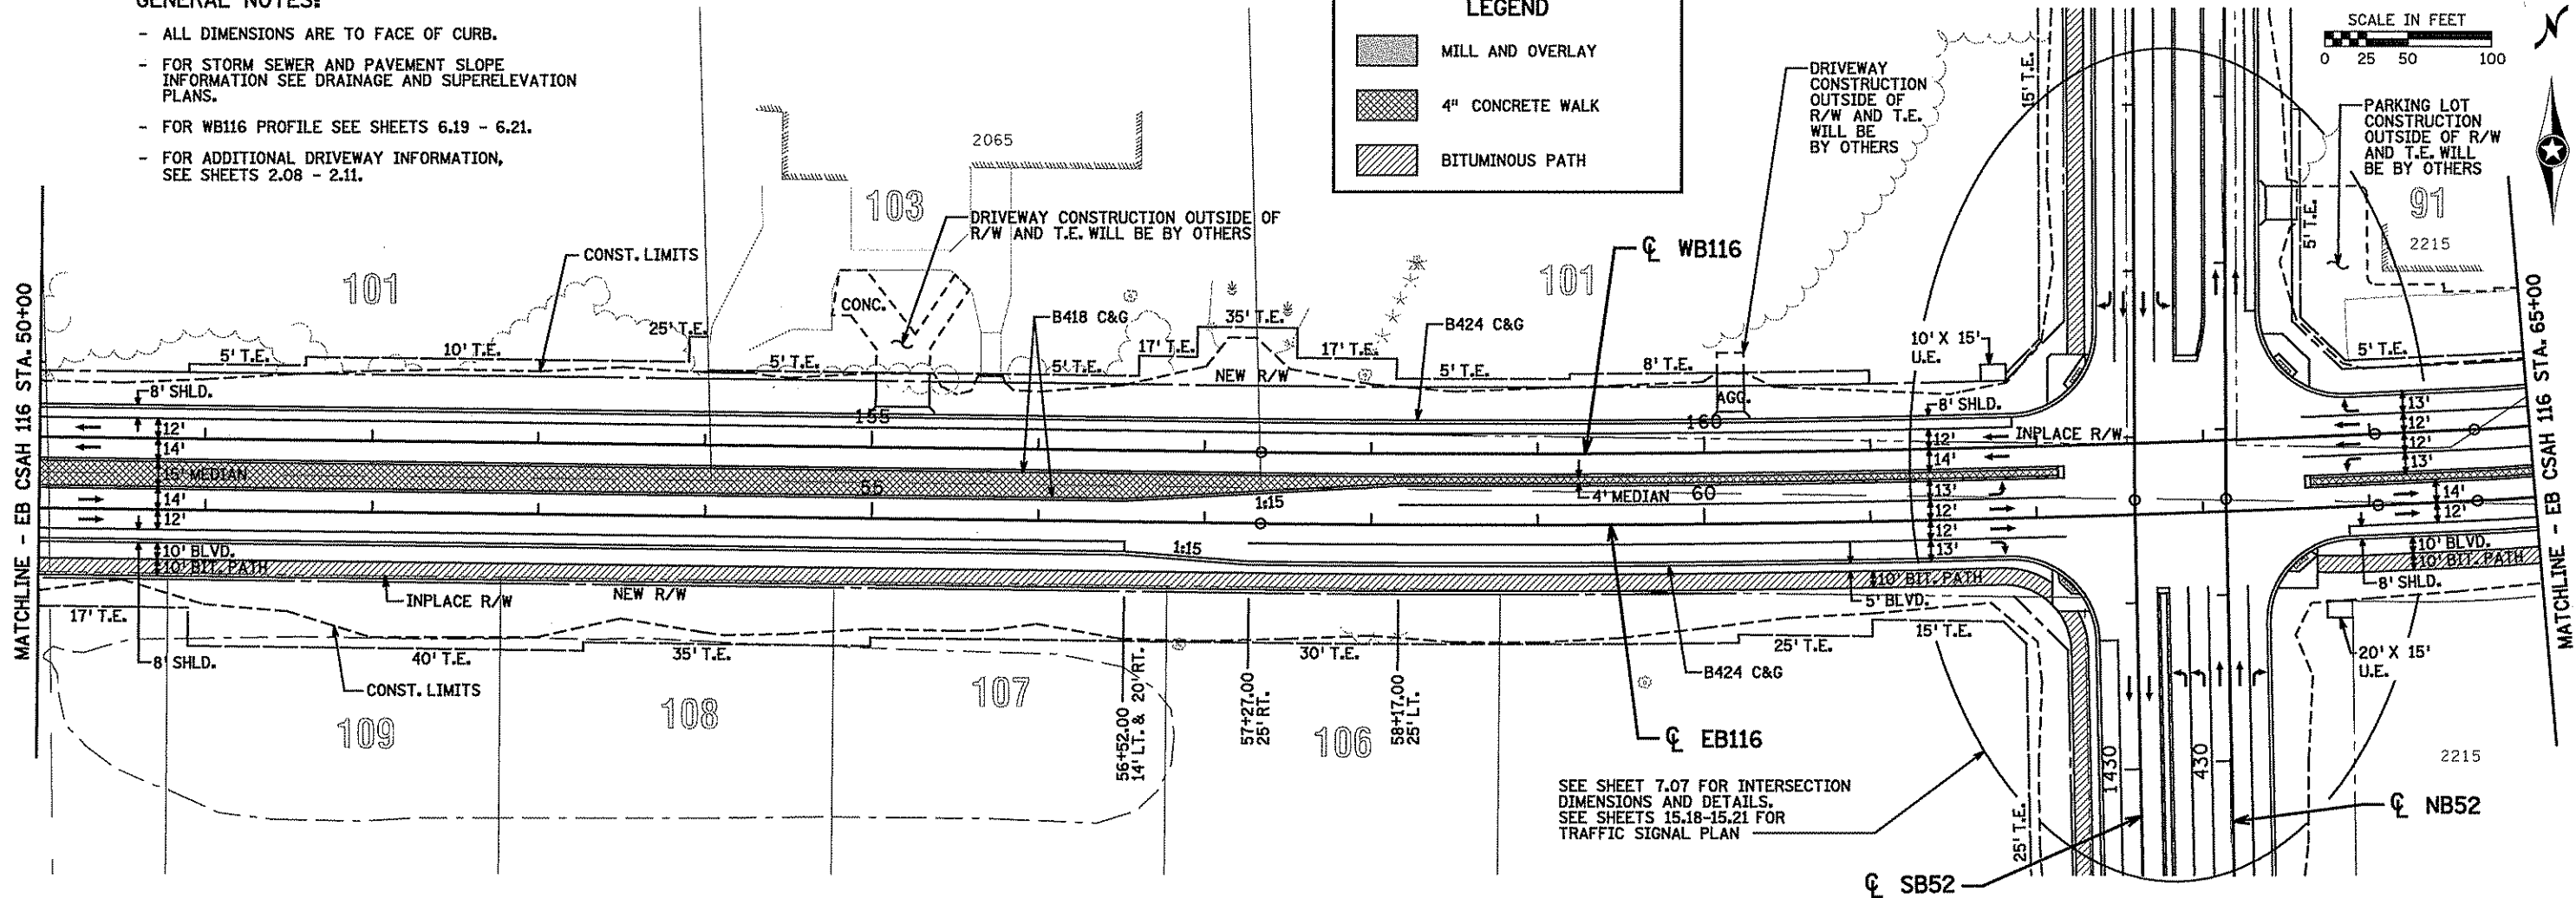 GENERAL NOTES:
- ALL DIMENSIONS ARE TO FACE OF CURB.
- FOR STORM SEWER AND PAVEMENT SLOPE
INFORMATION SEE DRAINAGE AND SUPERELEVATION
PLANS.
- FOR WB116 PROFILE SEE SHEETS 6.19 - 6.21.
- FOR ADDITIONAL DRIVEWAY INFORMATION,
SEE SHEETS 2.08 - 2.11.
LEGEND
MILL AND OVERLAY
4" CONCRETE WALK
BITUMINOUS PATH
SCALE IN FEET
0 25 50 100
N
DRIVEWAY
CONSTRUCTION
OUTSIDE OF
R/W AND T.E.
WILL BE
BY OTHERS
15' T.E.
PARKING LOT
CONSTRUCTION
OUTSIDE OF R/W
AND T.E. WILL
BE BY OTHERS
91
2215
5' T.E.
2065
103
DRIVEWAY CONSTRUCTION OUTSIDE OF
R/W AND T.E. WILL BE BY OTHERS
CONST. LIMITS
101
CONC.
B418 C&G
35' T.E.
101
℄ WB116
B424 C&G
10' X 15'
U.E.
25' T.E.
5' T.E.
10' T.E.
5' T.E.
5' T.E.
17' T.E.
NEW R/W
17' T.E.
5' T.E.
8' T.E.
AGG.
5' T.E.
MATCHLINE - EB CSAH 116 STA. 50+00
MATCHLINE - EB CSAH 116 STA. 65+00
8' SHLD.
155
160
8' SHLD.
12'
14'
15' MEDIAN
14'
12'
55
1:15
4' MEDIAN
60
12'
14'
13'
12'
12'
13'
INPLACE R/W
13'
12'
12'
13'
14'
12'
10' BLVD.
10' BIT. PATH
1:15
10' BIT. PATH
5' BLVD.
10' BLVD.
10' BIT. PATH
8' SHLD.
INPLACE R/W
NEW R/W
17' T.E.
8' SHLD.
40' T.E.
35' T.E.
30' T.E.
25' T.E.
15' T.E.
CONST. LIMITS
B424 C&G
20' X 15'
U.E.
109
108
107
106
56+52.00
14' LT. & 20' RT.
57+27.00
25' RT.
58+17.00
25' LT.
℄ EB116
SEE SHEET 7.07 FOR INTERSECTION
DIMENSIONS AND DETAILS.
SEE SHEETS 15.18-15.21 FOR
TRAFFIC SIGNAL PLAN
25' T.E.
1430
430
2215
℄ NB52
℄ SB52